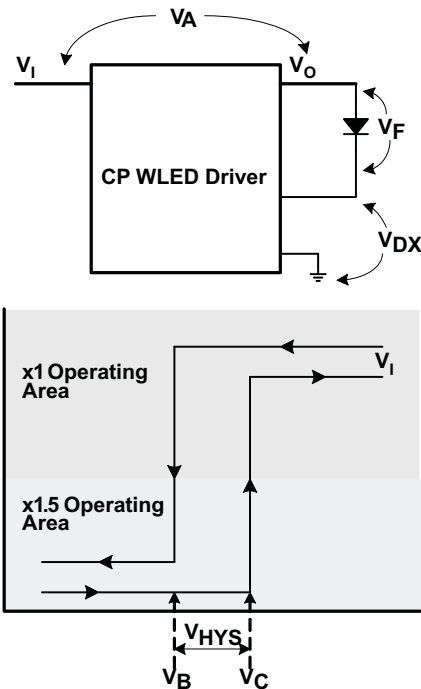 VA
VI
VO
VF
CP WLED Driver
VDX
x1 Operating
Area
VI
x1.5 Operating
Area
VHYS
VB
VC